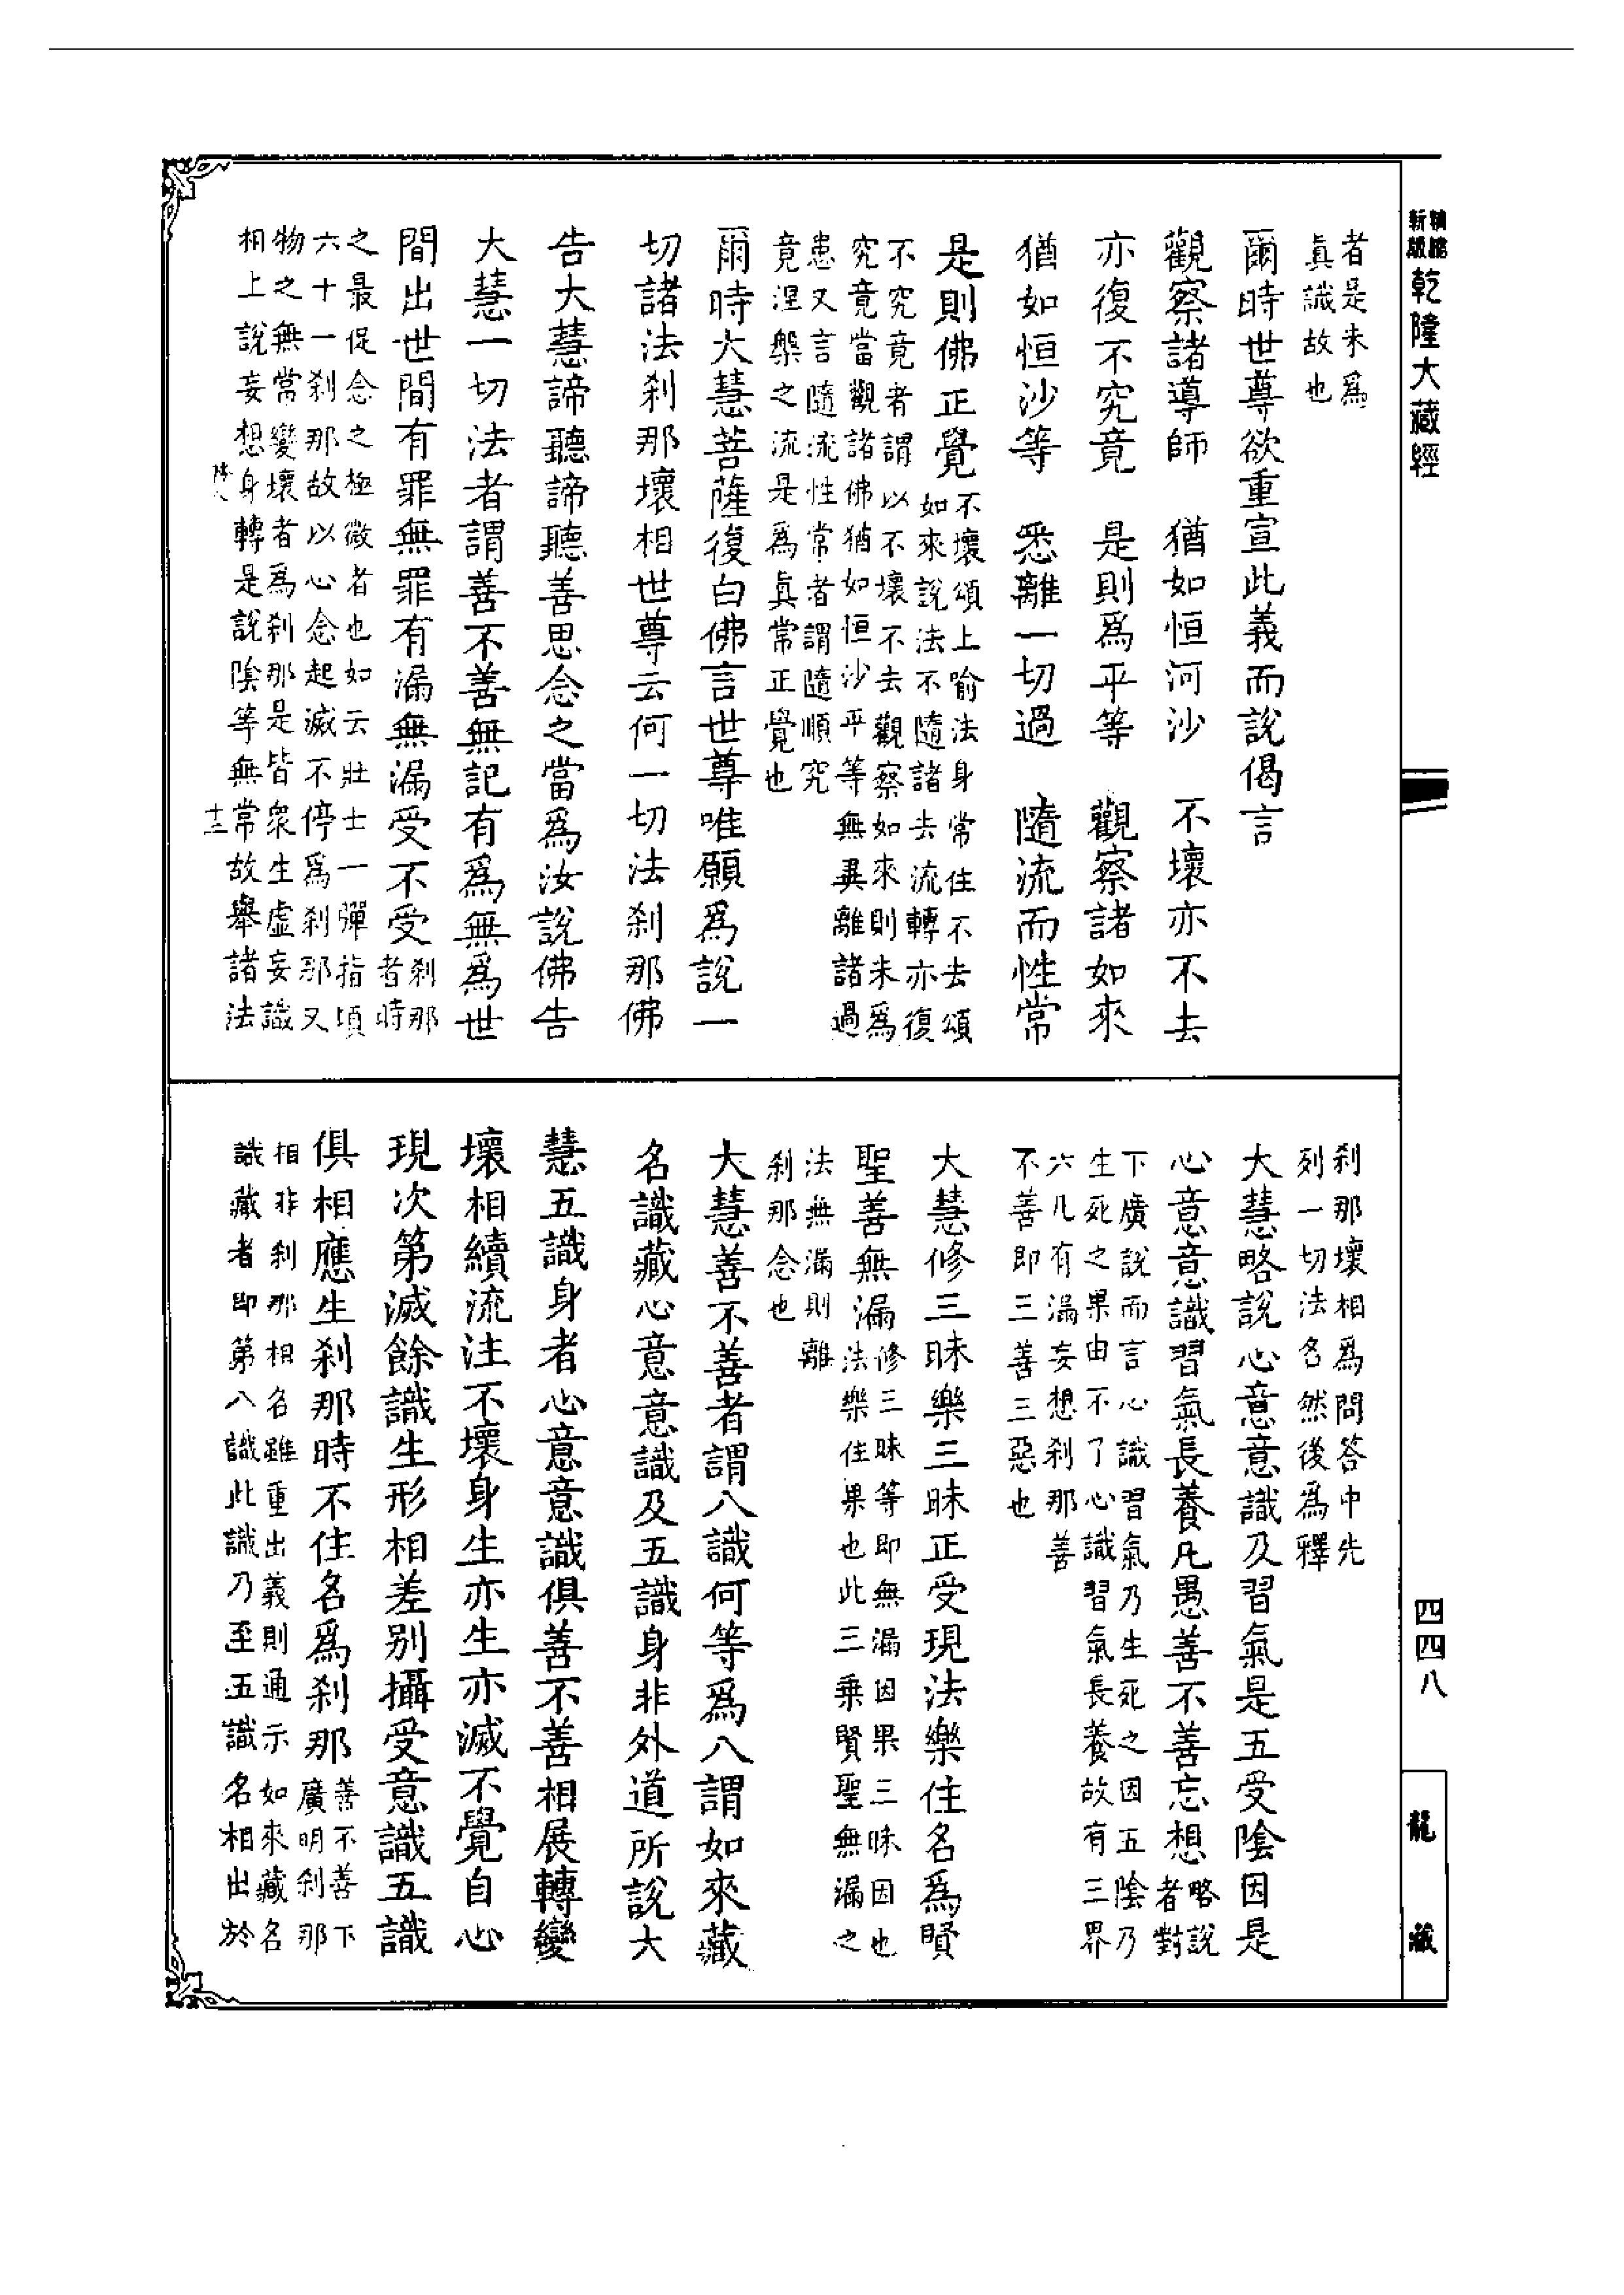 新版
乾隆大藏經
四四八
龍藏
者是未爲
眞識故也
爾時世尊欲重宣此義而說偈言
觀察諸導師　猶如恒河沙　不壞亦不去
亦復不究竟　是則爲平等　觀察諸如來
猶如恒沙等　悉離一切過　隨流而性常
是則佛正覺不壞頌上喻法身常住不去頌
如來說法不隨諸去流轉亦復
不究竟者謂以不壞不去觀察如來則未爲
究竟當觀諸佛猶如恒沙平等無異離諸過
患又言隨流性常者謂隨順究
竟涅槃之流是爲眞常正覺也
爾時大慧菩薩復白佛言世尊唯願爲說一
切諸法刹那壞相世尊云何一切法刹那佛
告大慧諦聽諦聽善思念之當爲汝說佛告
大慧一切法者謂善不善無記有爲無爲世
間出世間有罪無罪有漏無漏受不受刹那
者時
之最促念之極微者也如云壯士一彈指頃
六十一刹那故以心念起滅不停爲刹那又
物之無常變壞者爲刹那是皆衆生虛妄識
相上說妄想身轉是說陰等無常故舉諸法
十三
刹那壞相爲問答中先
列一切法名然後爲釋
大慧略說心意意識及習氣是五受陰因是
心意意識習氣長養凡愚善不善忘想略說
者對
下廣說而言心識習氣乃生死之因五陰乃
生死之果由不了心識習氣長養故有三界
六凡有漏妄想刹那善
不善即三善三惡也
大慧修三昧樂三昧正受現法樂住名爲賢
聖善無漏修三昧等即無漏因果三昧因也
法樂住果也此三乘賢聖無漏之
法無漏則離
刹那念也
大慧善不善者謂八識何等爲八謂如來藏
名識藏心意意識及五識身非外道所說大
慧五識身者心意意識俱善不善相展轉變
壞相續流注不壞身生亦生亦滅不覺自心
現次第滅餘識生形相差別攝受意識五識
俱相應生刹那時不住名爲刹那善不善下
廣明刹那
相非刹那相名雖重出義則通示如來藏名
識藏者即第八識此識乃至五識名相出於